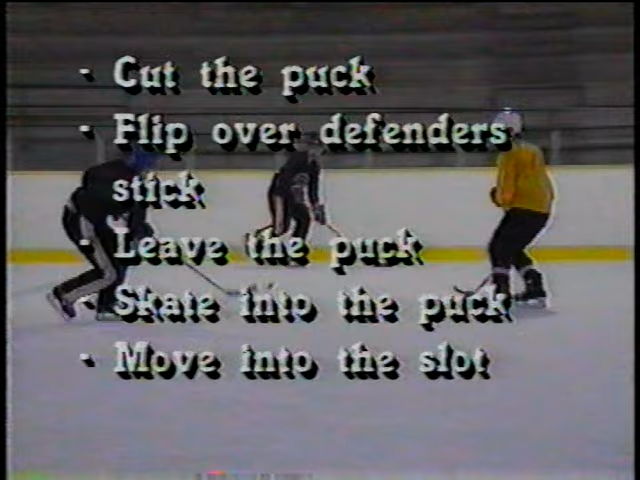 - Cut the puck
- Flip over defenders
stick
- Leave the puck
- Skate into the puck
- Move into the slot